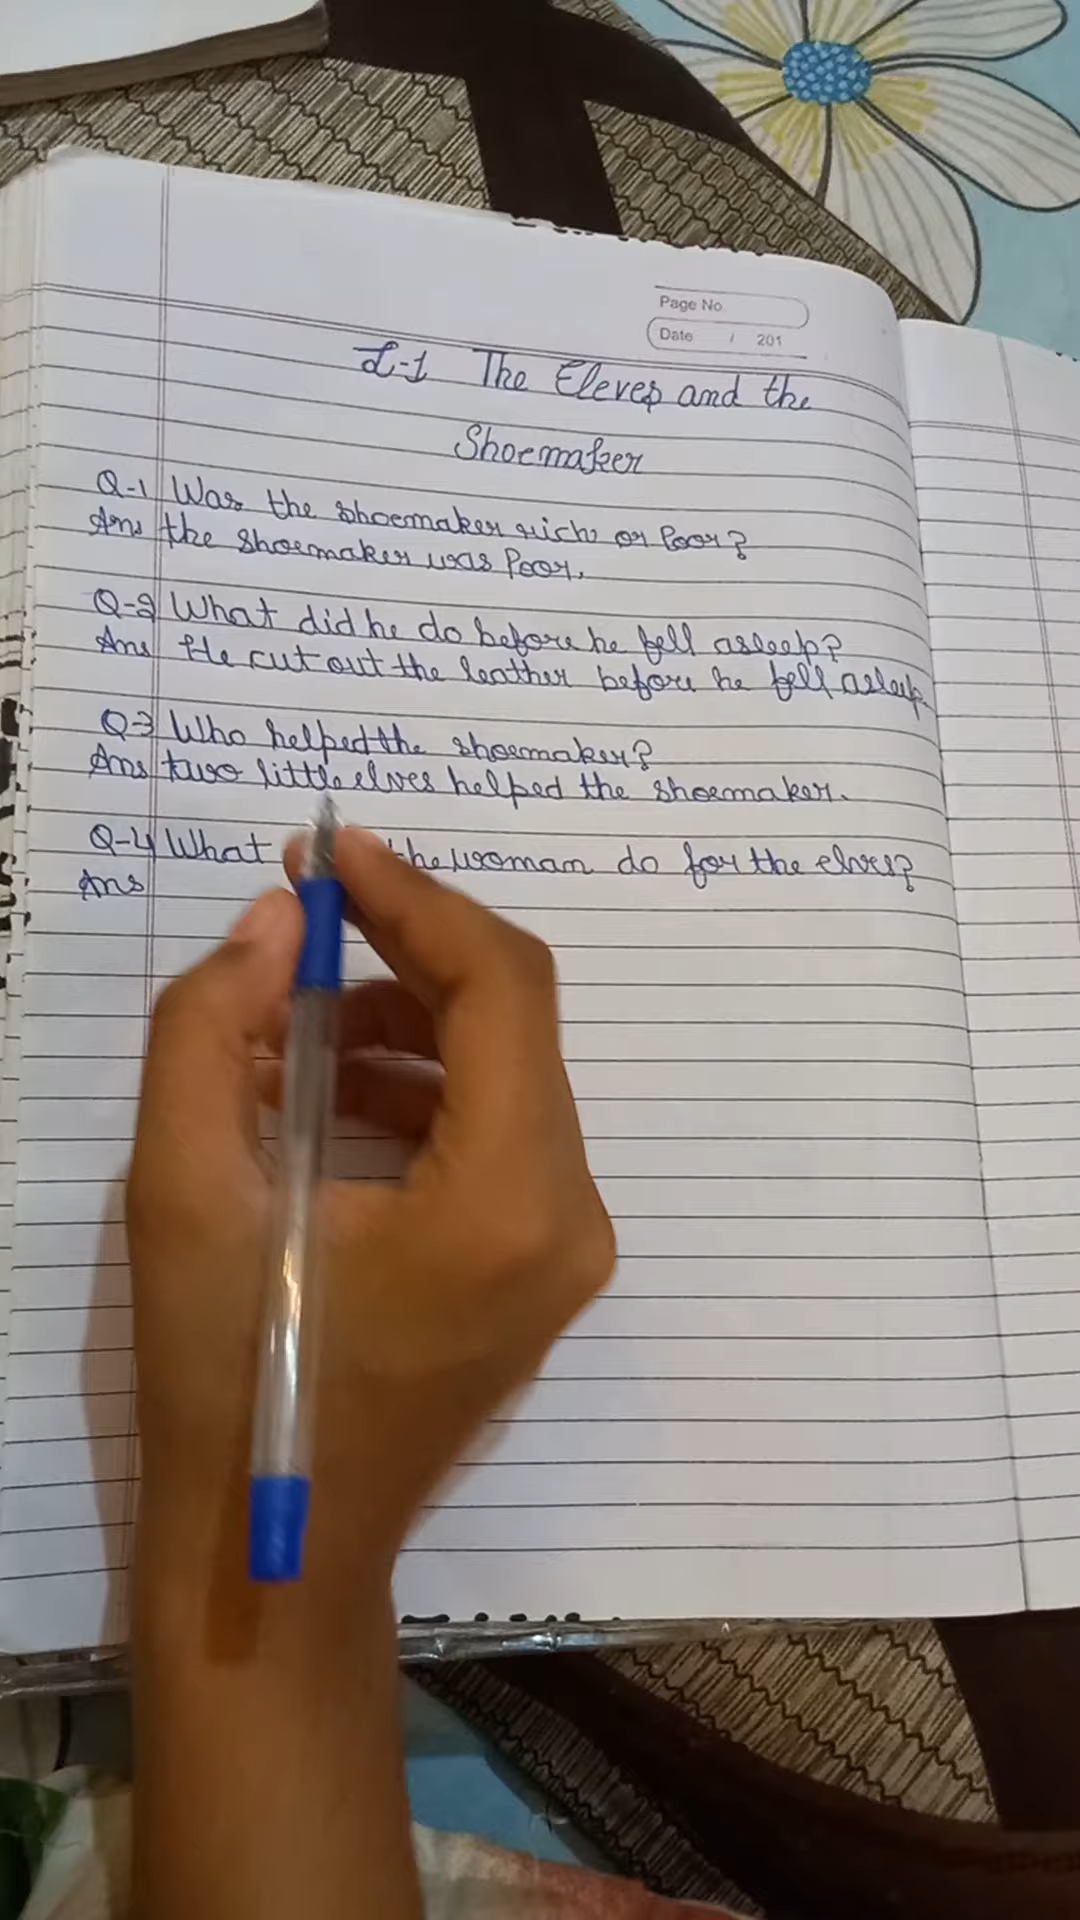 Page No.
Date / 201
L-1 The Eleves and the
Shoemaker
Q-1 Was the shoemaker rich or Poor?
Ans the shoemaker was Poor.
Q-2 What did he do before he fell asleep?
Ans He cut out the leather before he fell asleep.
Q-3 Who helped the shoemaker?
Ans two little elves helped the shoemaker.
Q-4 What the woman do for the elves?
Ans